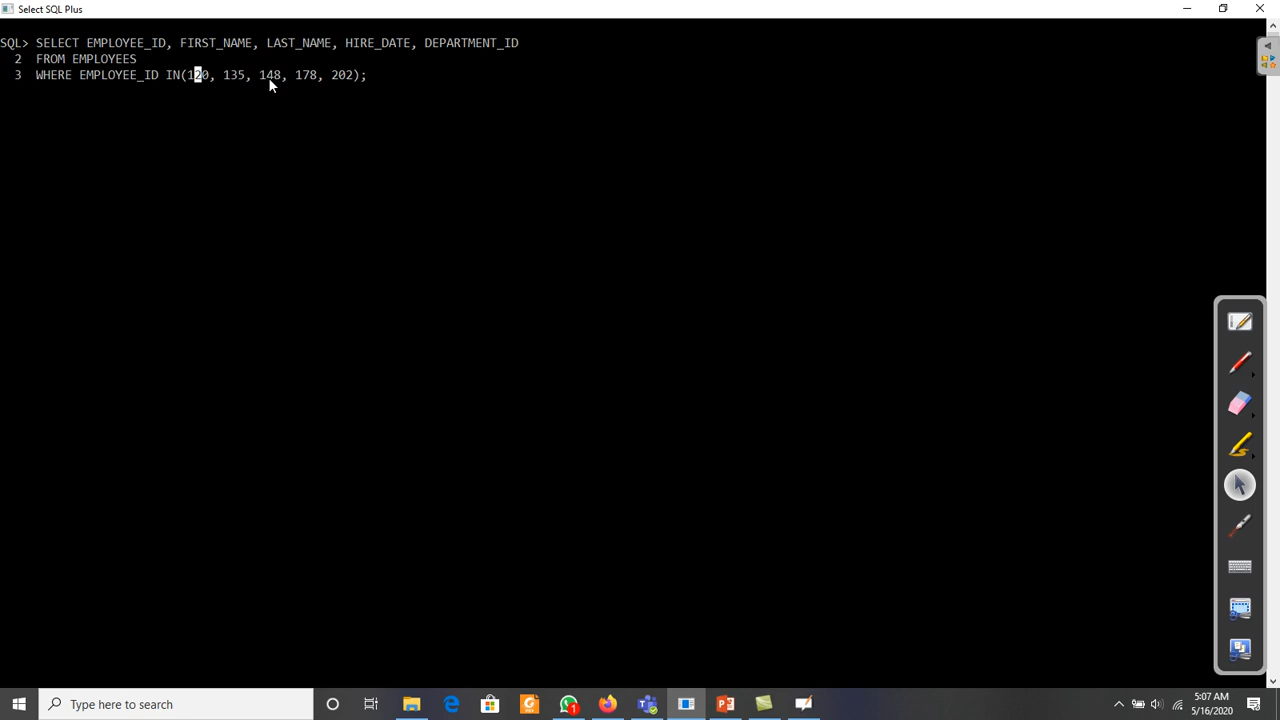 Select SQL Plus
SQL> SELECT EMPLOYEE_ID, FIRST_NAME, LAST_NAME, HIRE_DATE, DEPARTMENT_ID
2 FROM EMPLOYEES
3 WHERE EMPLOYEE_ID IN(120, 135, 148, 178, 202);
Type here to search
1
5:07 AM
5/16/2020